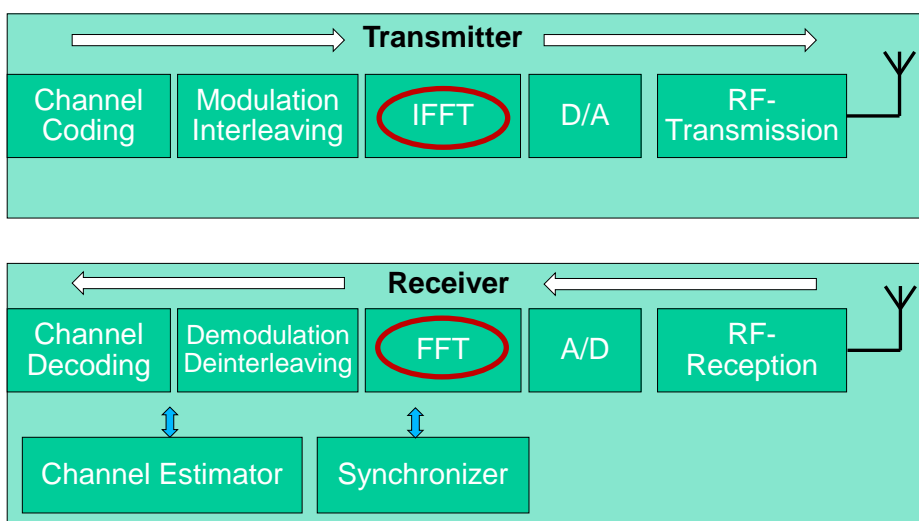 Transmitter
Channel
Coding
Modulation
Interleaving
IFFT
D/A
RF-
Transmission
Receiver
Channel
Decoding
Demodulation
Deinterleaving
FFT
A/D
RF-
Reception
Channel Estimator
Synchronizer